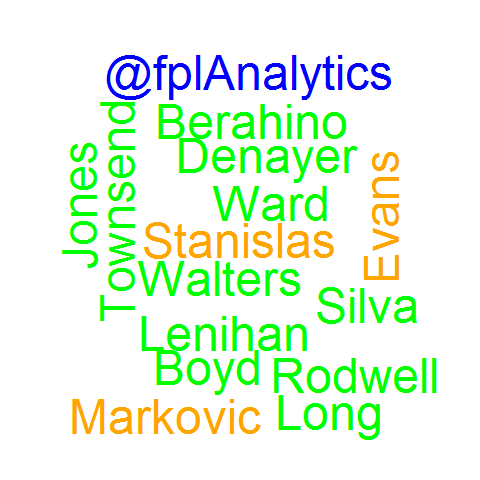 @fplAnalytics
Berahino
Denayer
Townsend
Jones
Evans
Ward
Stanislas
Walters
Silva
Lenihan
Boyd
Rodwell
Markovic
Long